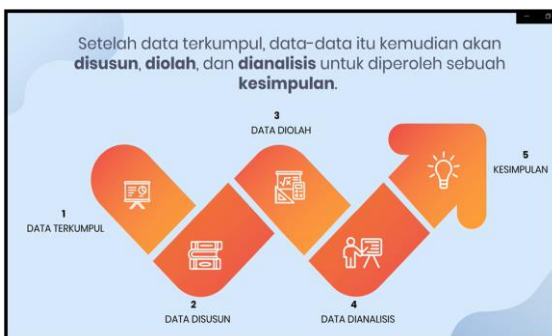 Setelah data terkumpul, data-data itu kemudian akan
disusun, diolah, dan dianalisis untuk diperoleh sebuah
kesimpulan.
1
DATA TERKUMPUL
2
DATA DISUSUN
3
DATA DIOLAH
4
DATA DIANALISIS
5
KESIMPULAN